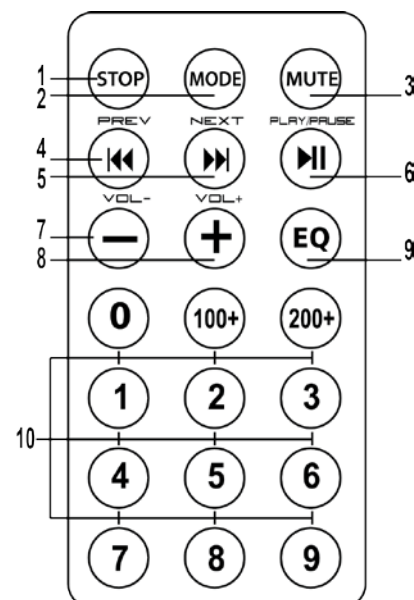 1 STOP MODE MUTE 3
2
PREV NEXT PLAY/PAUSE
4
5 6
VOL- VOL+
7 EQ
8 9
0 100+ 200+
1 2 3
10
4 5 6
7 8 9